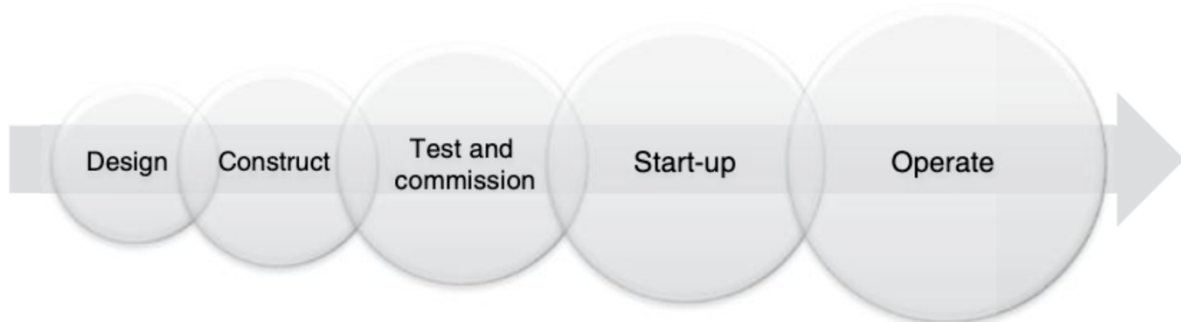 Design
Construct
Test and
commission
Start-up
Operate